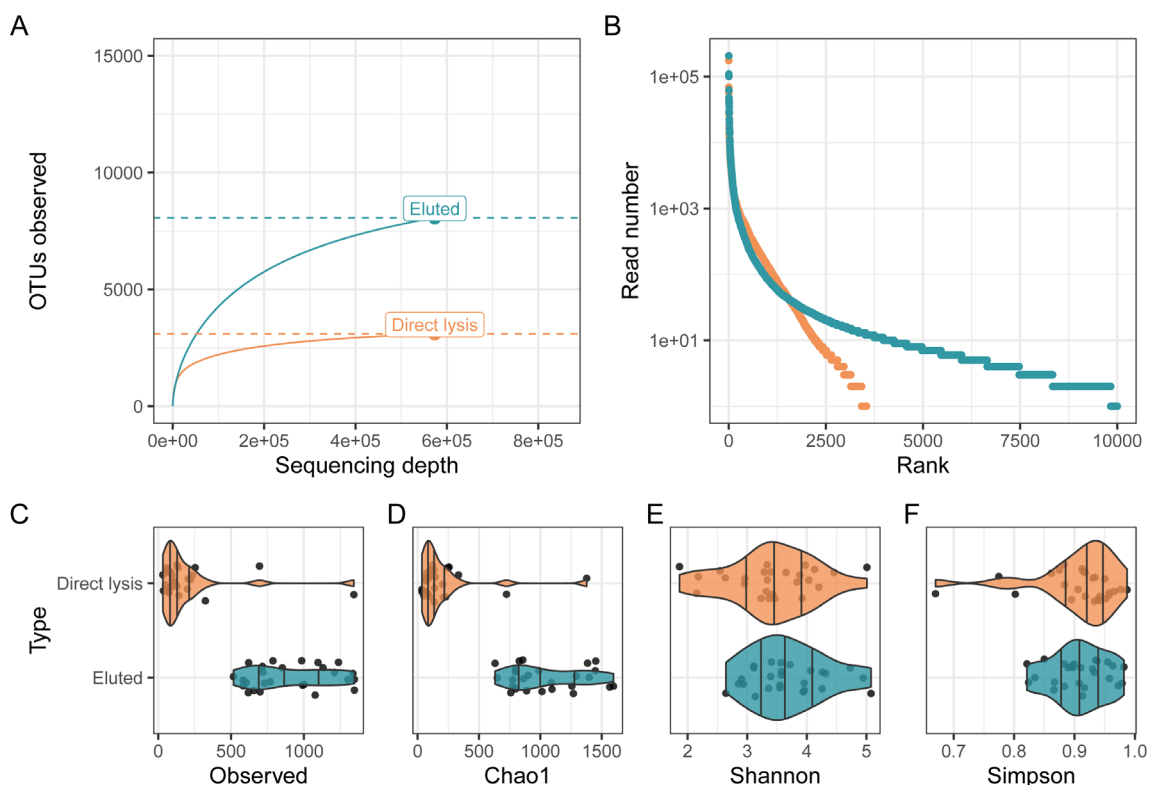 A
B
15000
10000
5000
0
OTUs observed
Eluted
Direct lysis
0e+00 2e+05 4e+05 6e+05 8e+05
Sequencing depth
1e+05
1e+03
1e+01
Read number
0 2500 5000 7500 10000
Rank
C
D
E
F
Type
Direct lysis
Eluted
0 500 1000
Observed
0 500 1000 1500
Chao1
2 3 4 5
Shannon
0.7 0.8 0.9 1.0
Simpson